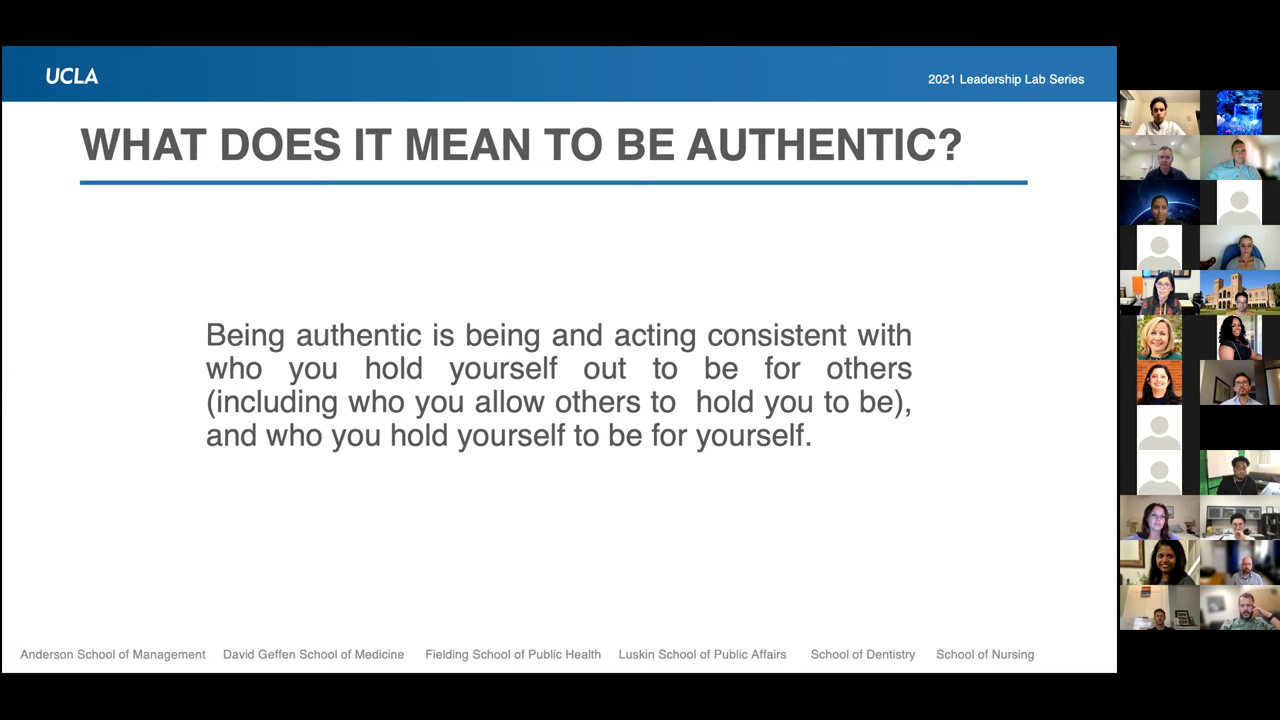 UCLA
2021 Leadership Lab Series
WHAT DOES IT MEAN TO BE AUTHENTIC?
Being authentic is being and acting consistent with
who you hold yourself out to be for others
(including who you allow others to hold you to be),
and who you hold yourself to be for yourself.
Anderson School of Management David Geffen School of Medicine Fielding School of Public Health Luskin School of Public Affairs School of Dentistry School of Nursing